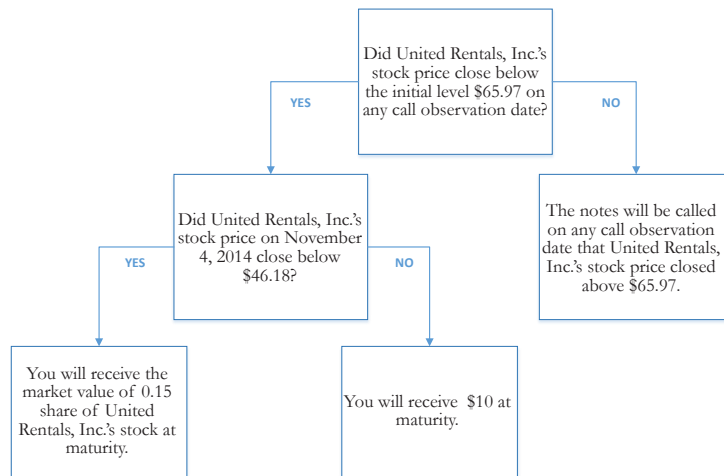 Did United Rentals, Inc.'s
stock price close below
the initial level $65.97 on
any call observation date?
YES
NO
Did United Rentals, Inc.'s
stock price on November
4, 2014 close below
$46.18?
The notes will be called
on any call observation
date that United Rentals,
Inc.'s stock price closed
above $65.97.
YES
NO
You will receive the
market value of 0.15
share of United
Rentals, Inc.'s stock at
maturity.
You will receive $10 at
maturity.